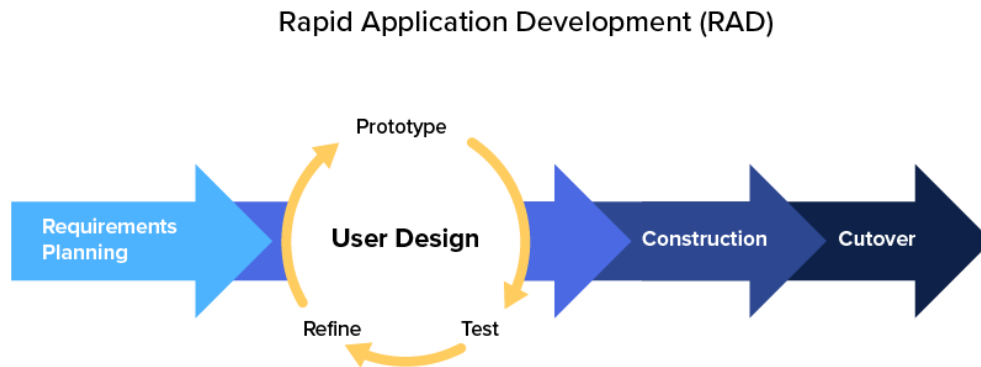 Rapid Application Development (RAD)
Prototype
Requirements
Planning
User Design
Construction
Cutover
Refine
Test